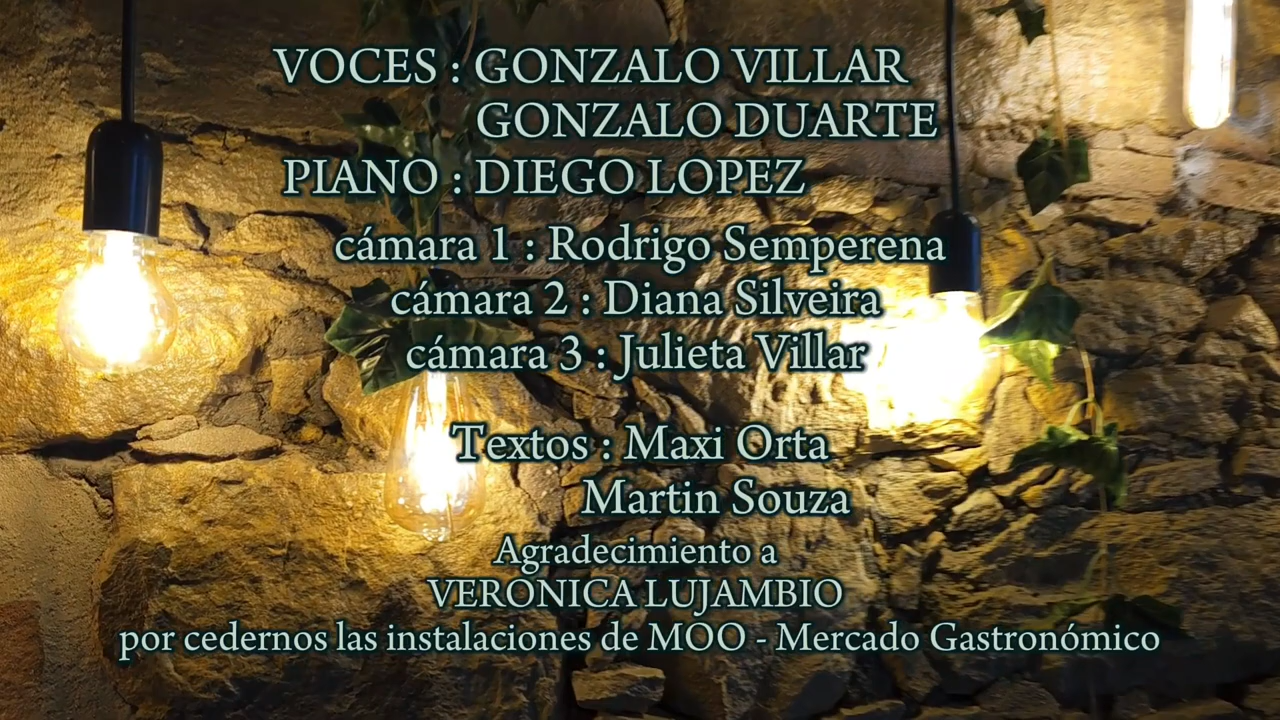 VOCES : GONZALO VILLAR
GONZALO DUARTE
PIANO : DIEGO LOPEZ
cámara 1 : Rodrigo Semperena
cámara 2 : Diana Silveira
cámara 3 : Julieta Villar
Textos : Maxi Orta
Martin Souza
Agradecimiento a
VERONICA LUJAMBIO
por cedernos las instalaciones de MOO - Mercado Gastronómico